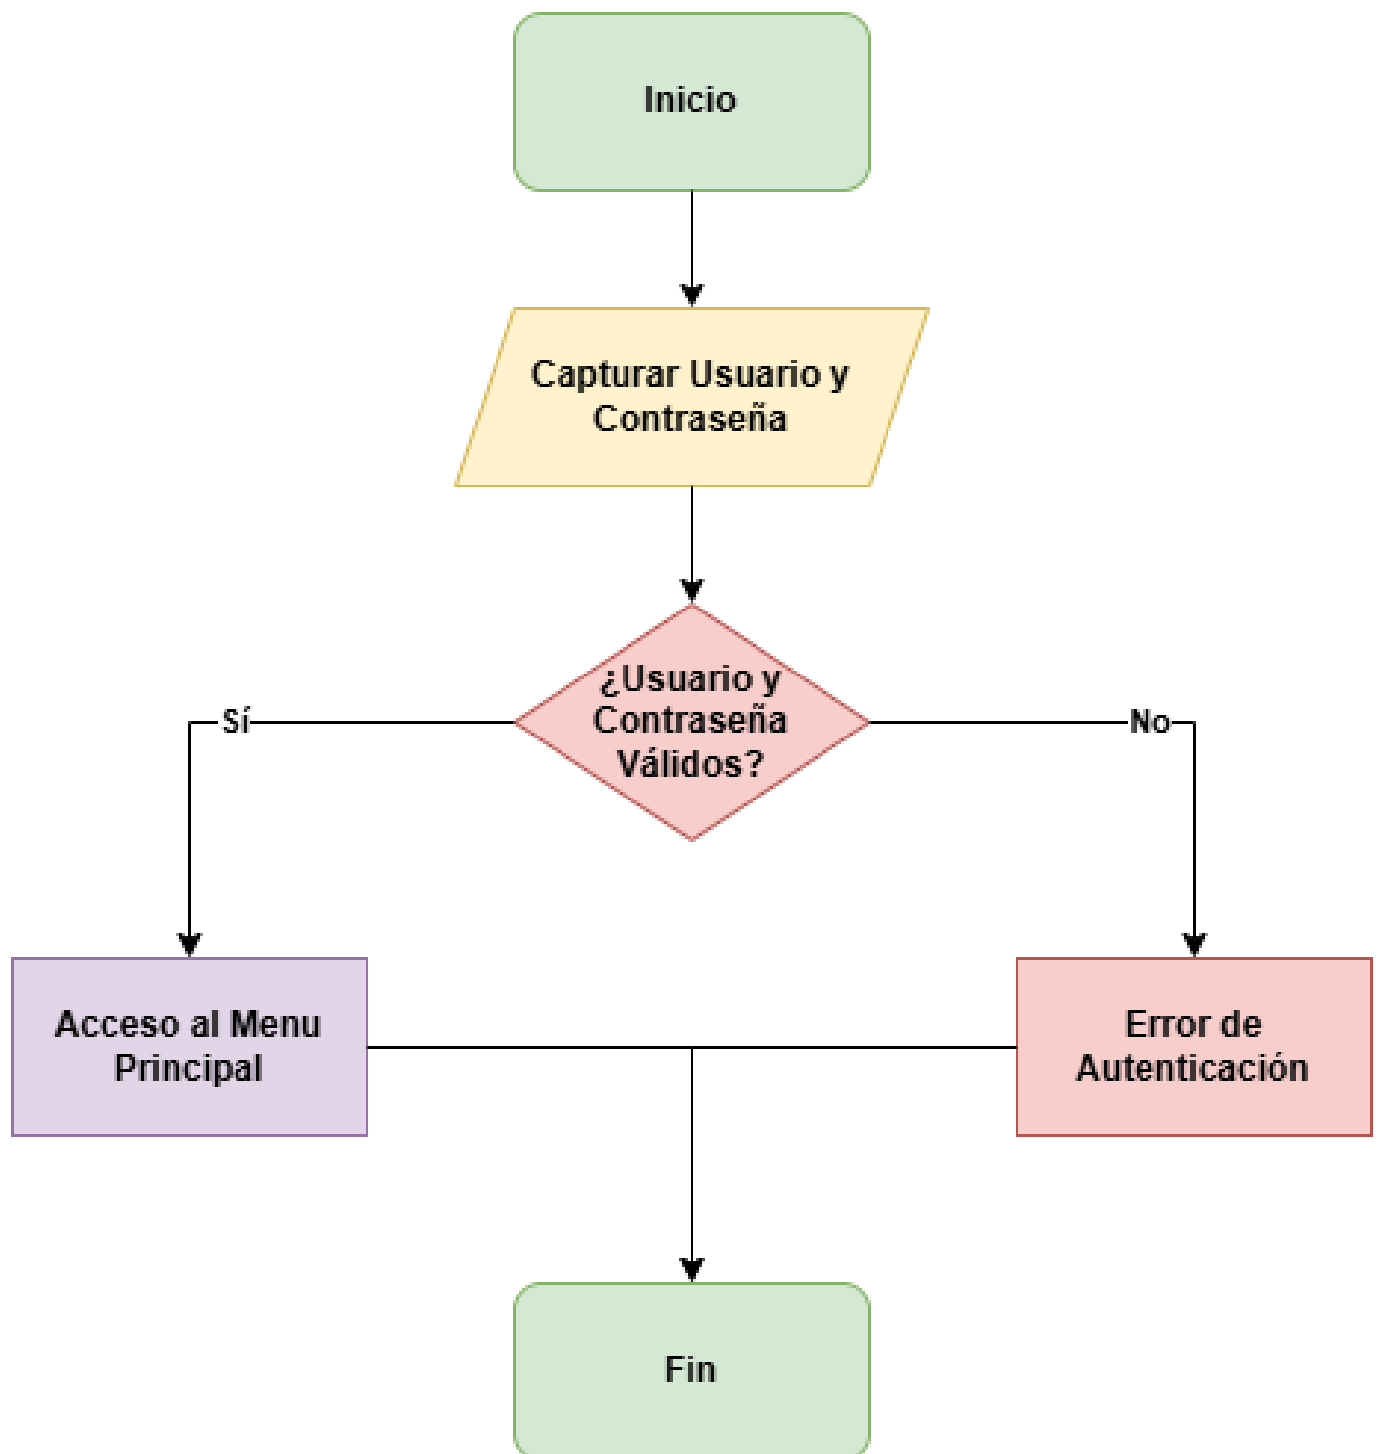 Inicio
Capturar Usuario y
Contraseña
¿Usuario y
Contraseña
Válidos?
Sí
No
Acceso al Menu
Principal
Error de
Autenticación
Fin